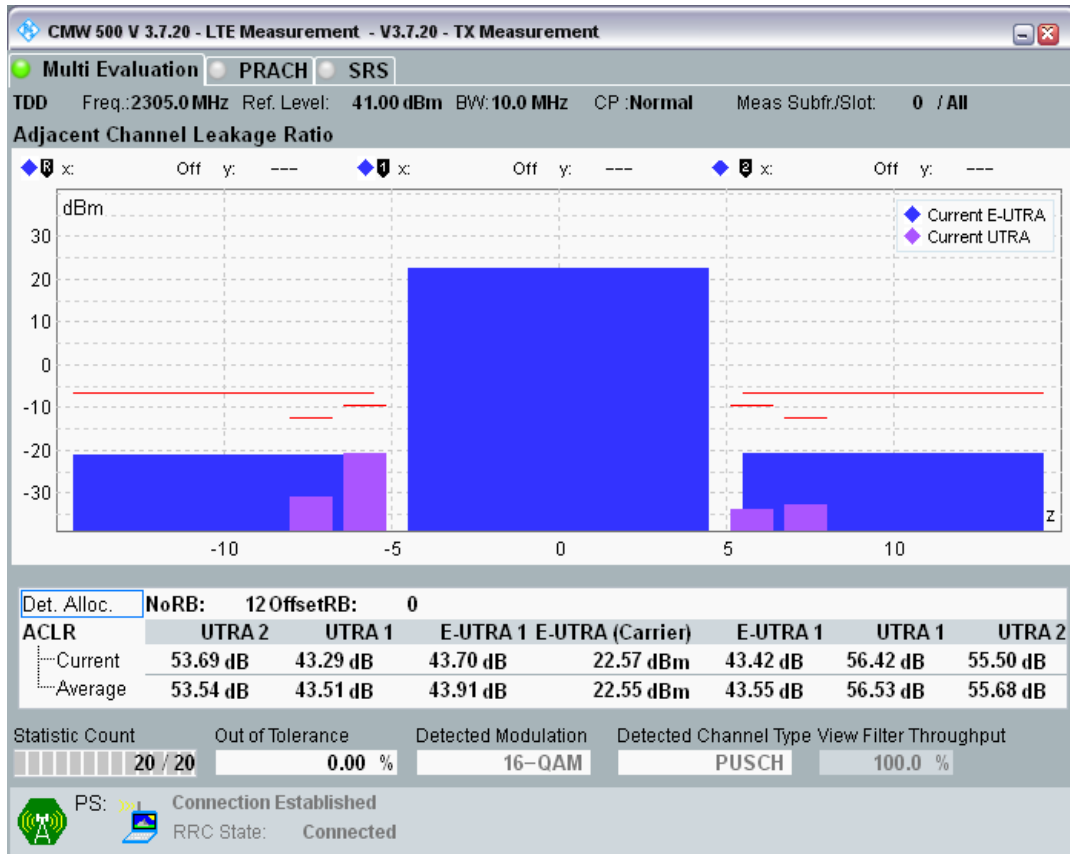 CMW 500 V 3.7.20 - LTE Measurement - V3.7.20 - TX Measurement
Multi Evaluation PRACH SRS
TDD Freq.:2305.0 MHz Ref. Level: 41.00 dBm BW: 10.0 MHz CP :Normal Meas Subfr./Slot: 0 / All
Adjacent Channel Leakage Ratio
R x: Off y: --- 1 x: Off y: --- 2 x: Off y: ---
dBm
Current E-UTRA
Current UTRA
30
20
10
0
-10
-20
-30
z
-10 -5 0 5 10
Det. Alloc. NoRB: 12 OffsetRB: 0
ACLR UTRA 2 UTRA 1 E-UTRA 1 E-UTRA (Carrier) E-UTRA 1 UTRA 1 UTRA 2
Current 53.69 dB 43.29 dB 43.70 dB 22.57 dBm 43.42 dB 56.42 dB 55.50 dB
Average 53.54 dB 43.51 dB 43.91 dB 22.55 dBm 43.55 dB 56.53 dB 55.68 dB
Statistic Count Out of Tolerance Detected Modulation Detected Channel Type View Filter Throughput
20 / 20 0.00 % 16-QAM PUSCH 100.0 %
PS: Connection Established
RRC State: Connected